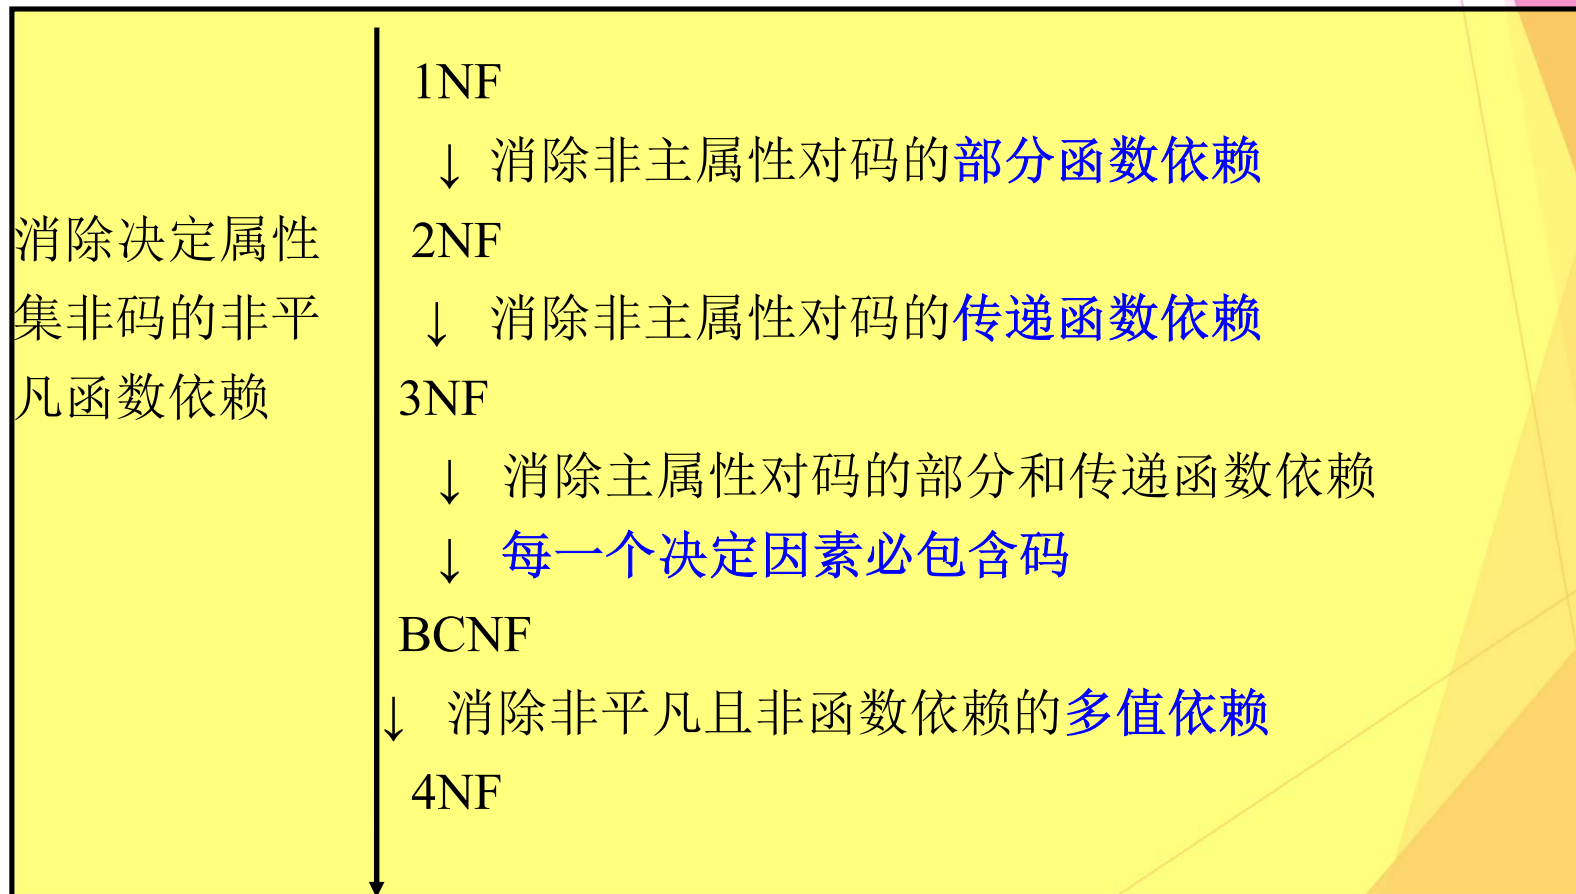 1NF
↓ 消除非主属性对码的部分函数依赖
消除决定属性
集非码的非平
凡函数依赖
2NF
↓ 消除非主属性对码的传递函数依赖
3NF
↓ 消除主属性对码的部分和传递函数依赖
↓ 每一个决定因素必包含码
BCNF
↓ 消除非平凡且非函数依赖的多值依赖
4NF